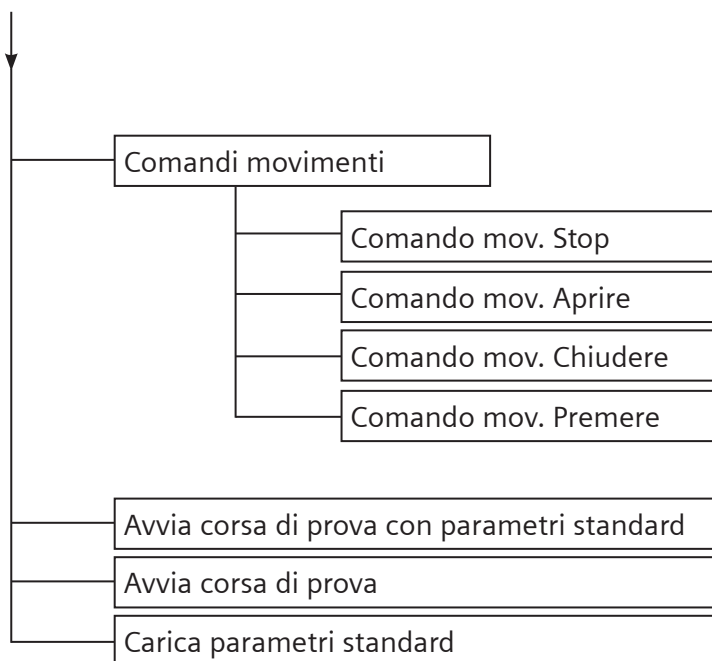 Comandi movimenti
Comando mov. Stop
Comando mov. Aprire
Comando mov. Chiudere
Comando mov. Premere
Avvia corsa di prova con parametri standard
Avvia corsa di prova
Carica parametri standard